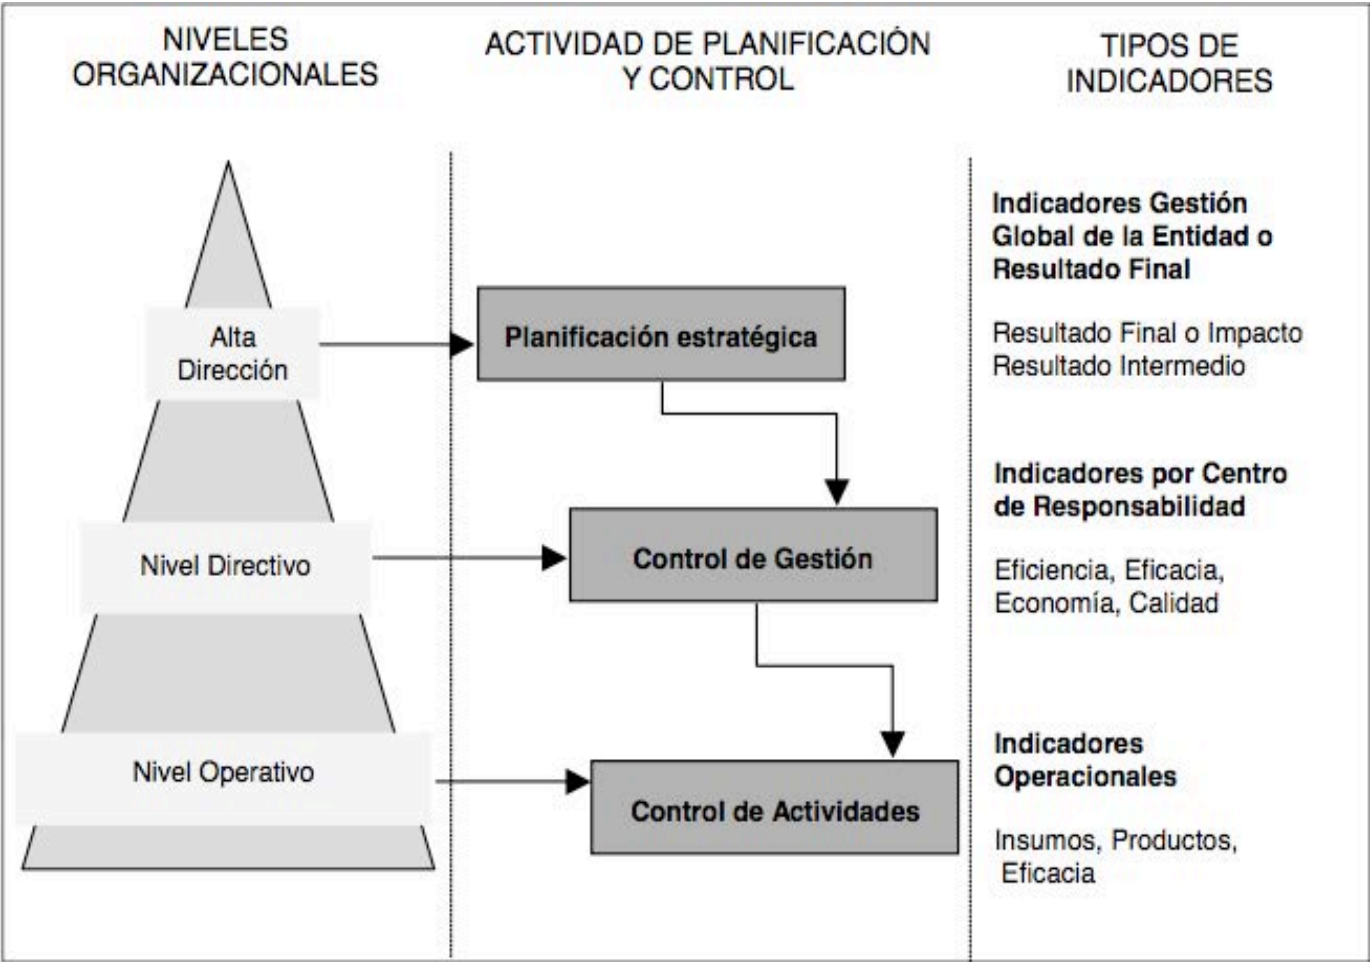 NIVELES
ORGANIZACIONALES
ACTIVIDAD DE PLANIFICACIÓN
Y CONTROL
TIPOS DE
INDICADORES
Alta
Dirección
Planificación estratégica
Indicadores Gestión
Global de la Entidad o
Resultado Final
Resultado Final o Impacto
Resultado Intermedio
Nivel Directivo
Control de Gestión
Indicadores por Centro
de Responsabilidad
Eficiencia, Eficacia,
Economía, Calidad
Nivel Operativo
Control de Actividades
Indicadores
Operacionales
Insumos, Productos,
Eficacia